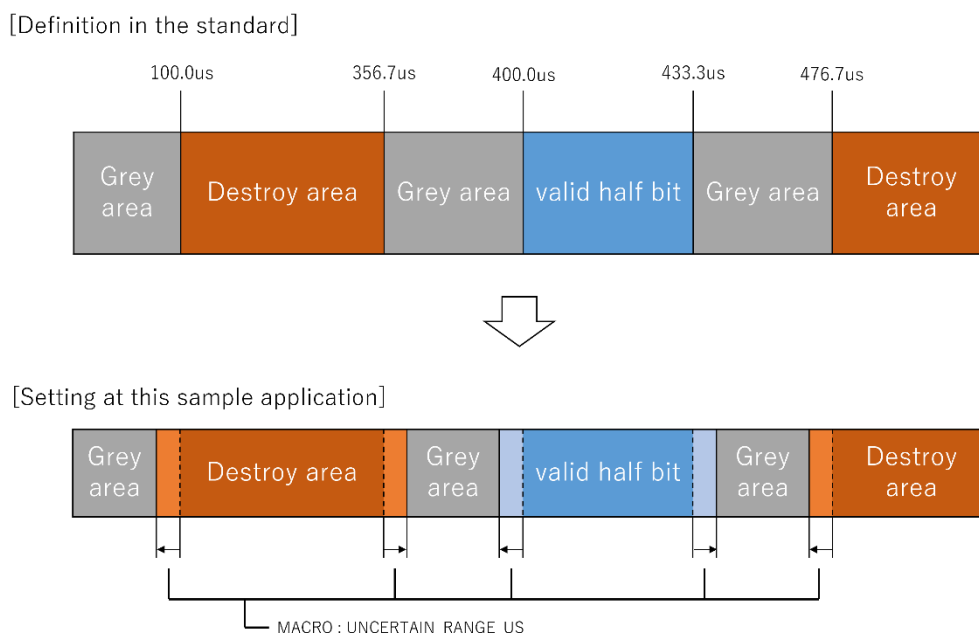 [Definition in the standard]
100.0us 356.7us 400.0us 433.3us 476.7us
Grey
area
Destroy area
Grey area
valid half bit
Grey area
Destroy
area
[Setting at this sample application]
Grey
area
Destroy area
Grey
area
valid half bit
Grey
area
Destroy
area
MACRO : UNCERTAIN RANGE US